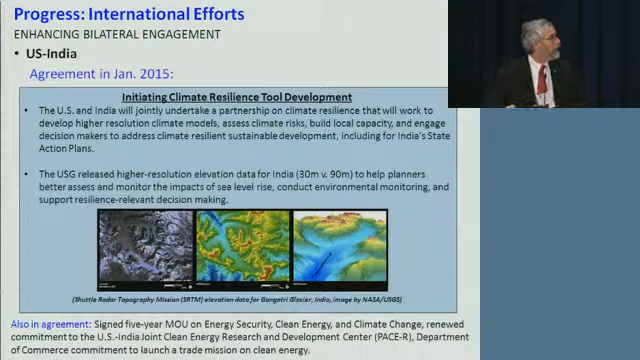 Progress: International Efforts
ENHANCING BILATERAL ENGAGEMENT
• US-India
Agreement in Jan. 2015:
Initiating Climate Resilience Tool Development
• The U.S. and India will jointly undertake a partnership on climate resilience that will work to
develop higher resolution climate models, assess climate risks, build local capacity, and engage
decision makers to address climate resilient sustainable development, including for India's State
Action Plans.
• The USG released higher-resolution elevation data for India (30m v. 90m) to help planners
better assess and monitor the impacts of sea level rise, conduct environmental monitoring, and
support resilience-relevant decision making.
(Shuttle Radar Topography Mission (SRTM) elevation data for Gangotri Glacier, India, image by NASA/USGS)
Also in agreement: Signed five-year MOU on Energy Security, Clean Energy, and Climate Change, renewed
commitment to the U.S.-India Joint Clean Energy Research and Development Center (PACE-R), Department
of Commerce commitment to launch a trade mission on clean energy.